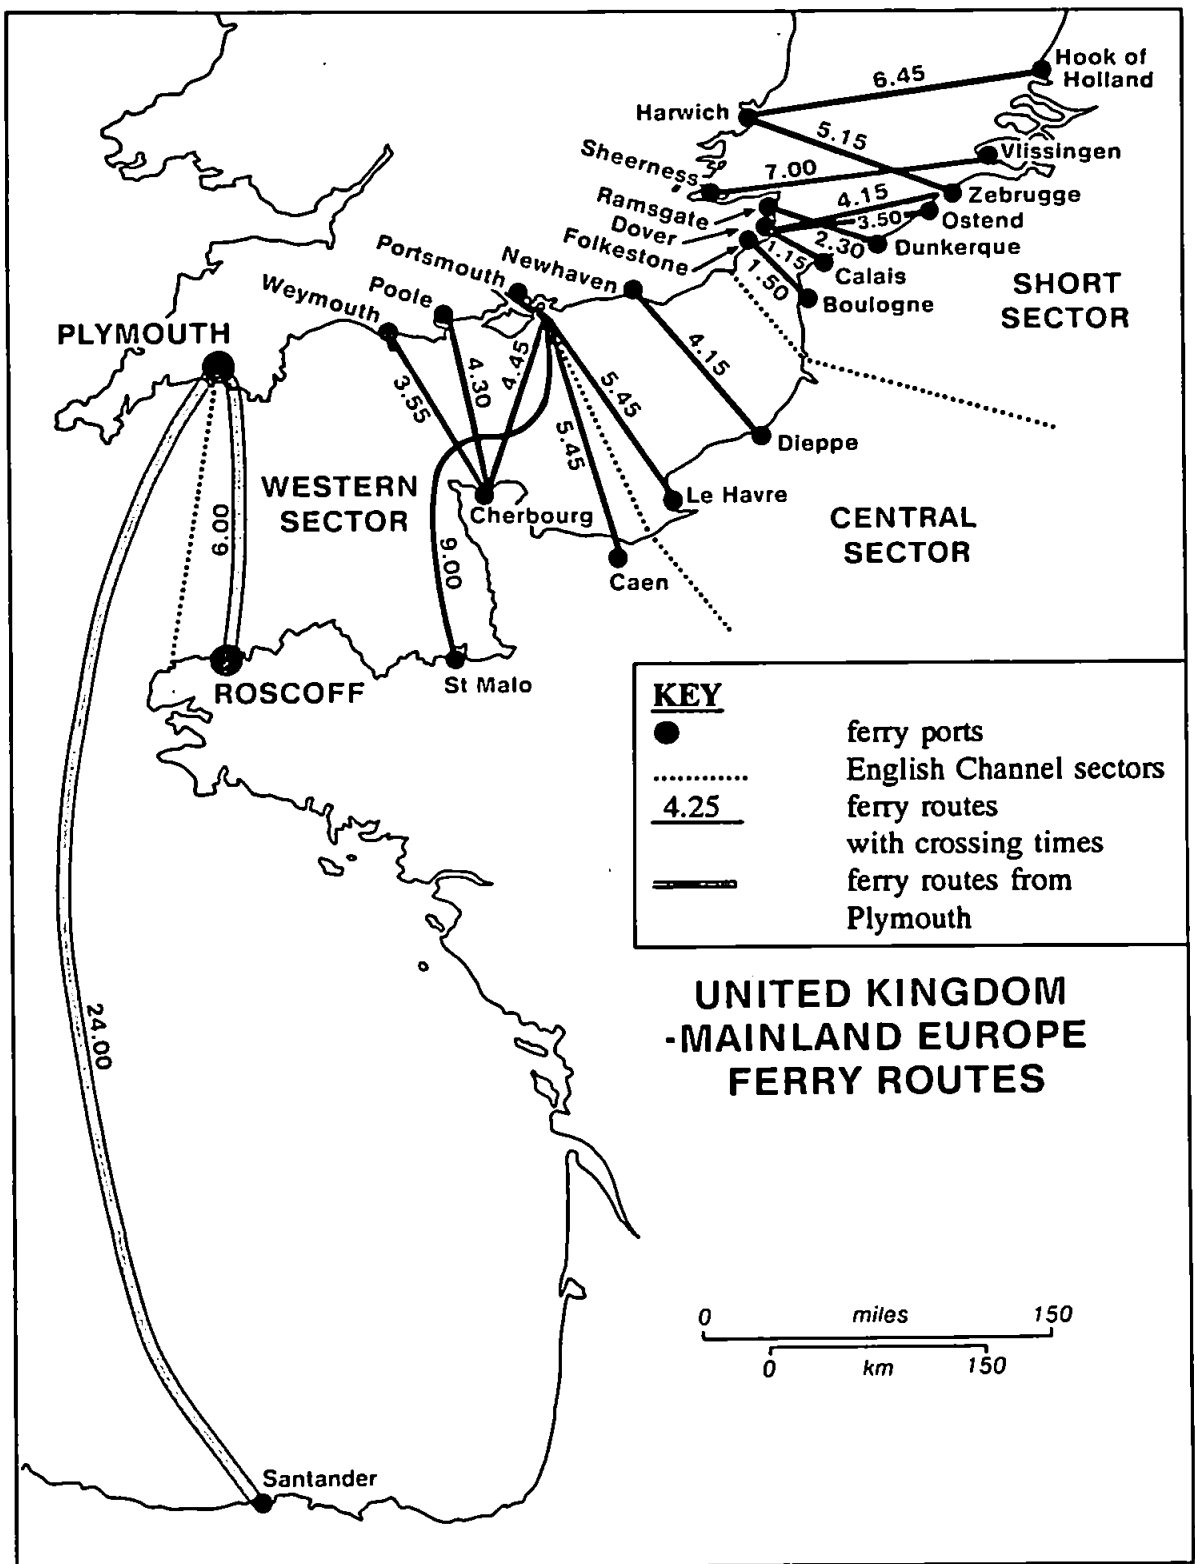 Hook of
Holland
6.45
Harwich
5.15
Sheerness
Vlissingen
7.00
Ramsgate
4.15
Zebrugge
Dover
3.50
Ostend
Folkestone
2.30
Dunkerque
1.15
Calais
1.50
Boulogne
SHORT
SECTOR
Portsmouth
Newhaven
Weymouth
Poole
PLYMOUTH
3.55
4.30
4.45
5.45
5.45
4.15
Dieppe
WESTERN
SECTOR
Cherbourg
Le Havre
CENTRAL
SECTOR
6.00
9.00
Caen
ROSCOFF
St Malo
KEY
ferry ports
English Channel sectors
4.25 ferry routes
with crossing times
ferry routes from
Plymouth
UNITED KINGDOM
-MAINLAND EUROPE
FERRY ROUTES
24.00
0 miles 150
0 km 150
Santander